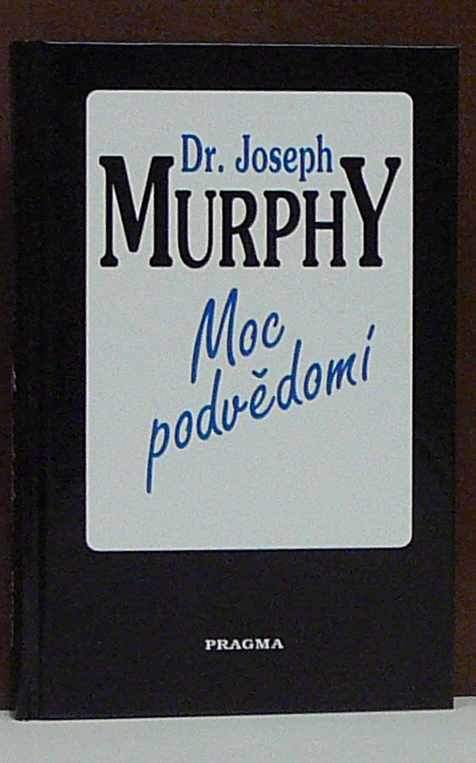 Dr. Joseph
MURPHY
Moc
podvědomí
PRAGMA